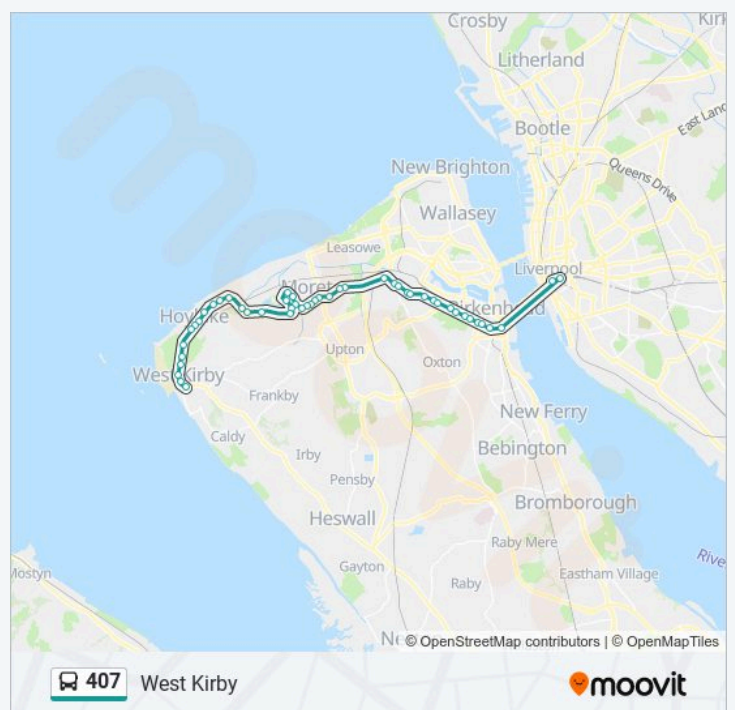 Crosby
Kirk
Litherland
East Lanc
Bootle
Queens Drive
New Brighton
Wallasey
Leasowe
Liverpool
Moret
Hoylake
Birkenhead
Upton
Oxton
West Kirby
Frankby
New Ferry
Caldy
Irby
Bebington
Pensby
Bromborough
Heswall
Raby Mere
River
Gayton
Raby
Eastham Village
Mostyn
Ne
© OpenStreetMap contributors | © OpenMapTiles
407 West Kirby
moovit